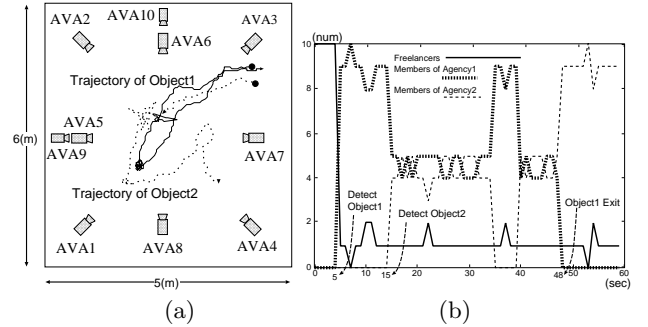 AVA10
AVA2
AVA3
AVA6
Trajectory of Object1
6(m)
AVA5
AVA9
AVA7
Trajectory of Object2
AVA1
AVA8
AVA4
5(m)
(a)
(num)
10
8
6
4
2
0
Freelancers
Members of Agency1
Members of Agency2
Detect
Object1
Detect Object2
Object1 Exit
0
5
10
15
20
30
40
48
50
60
(sec)
(b)